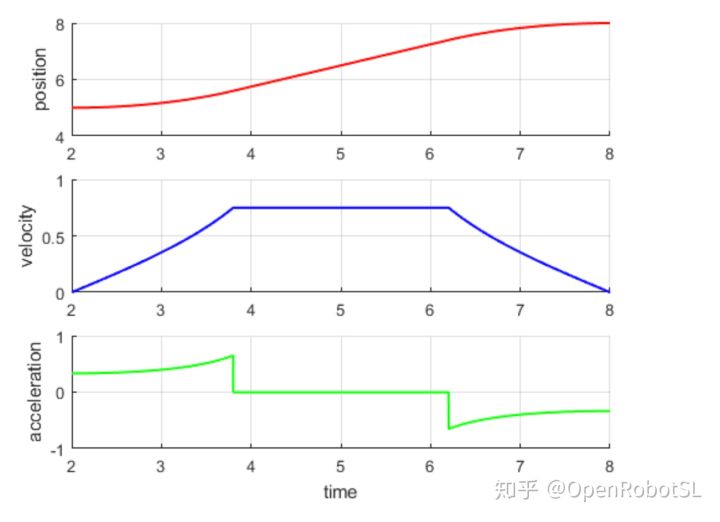 position
8
6
4
2 3 4 5 6 7 8
velocity
1
0.5
0
2 3 4 5 6 7 8
acceleration
1
0
-1
2 3 4 5 6 7 8
time
知乎 @OpenRobotSL